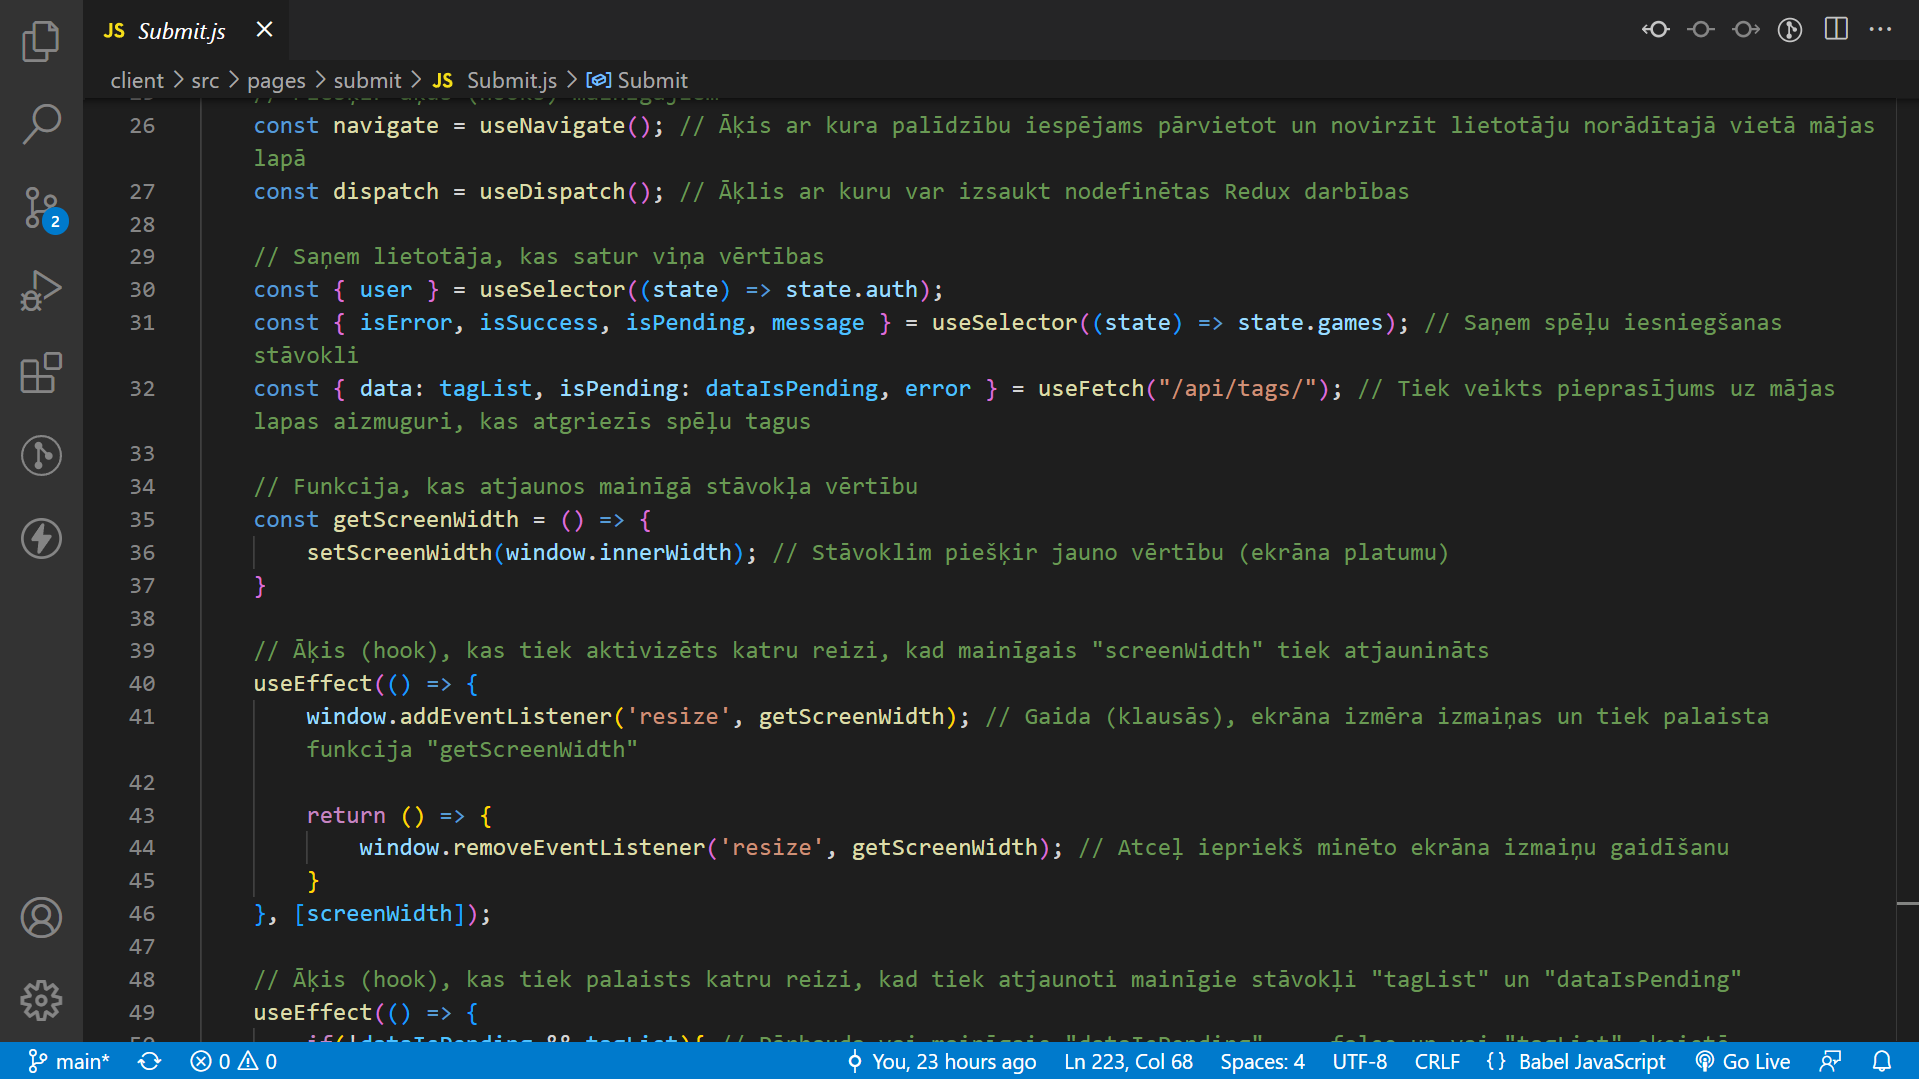 JS Submit.js
client > src > pages > submit > JS Submit.js > Submit
26 const navigate = useNavigate(); // Āķis ar kura palīdzību iespējams pārvietot un novirzīt lietotāju norādītajā vietā mājas
lapā
27 const dispatch = useDispatch(); // Āķlis ar kuru var izsaukt nodefinētas Redux darbības
28
29 // Saņem lietotāja, kas satur viņa vērtības
30 const { user } = useSelector((state) => state.auth);
31 const { isError, isSuccess, isPending, message } = useSelector((state) => state.games); // Saņem spēļu iesniegšanas
stāvokli
32 const { data: tagList, isPending: dataIsPending, error } = useFetch("/api/tags/"); // Tiek veikts pieprasījums uz mājas
lapas aizmuguri, kas atgriezīs spēļu tagus
33
34 // Funkcija, kas atjaunos mainīgā stāvokļa vērtību
35 const getScreenWidth = () => {
36 setScreenWidth(window.innerWidth); // Stāvoklim piešķir jauno vērtību (ekrāna platumu)
37 }
38
39 // Āķis (hook), kas tiek aktivizēts katru reizi, kad mainīgais "screenWidth" tiek atjaunināts
40 useEffect(() => {
41 window.addEventListener('resize', getScreenWidth); // Gaida (klausās), ekrāna izmēra izmaiņas un tiek palaista
funkcija "getScreenWidth"
42
43 return () => {
44 window.removeEventListener('resize', getScreenWidth); // Atceļ iepriekš minēto ekrāna izmaiņu gaidīšanu
45 }
46 }, [screenWidth]);
47
48 // Āķis (hook), kas tiek palaists katru reizi, kad tiek atjaunoti mainīgie stāvokļi "tagList" un "dataIsPending"
49 useEffect(() => {
2
main* 0 0 You, 23 hours ago Ln 223, Col 68 Spaces: 4 UTF-8 CRLF {} Babel JavaScript Go Live